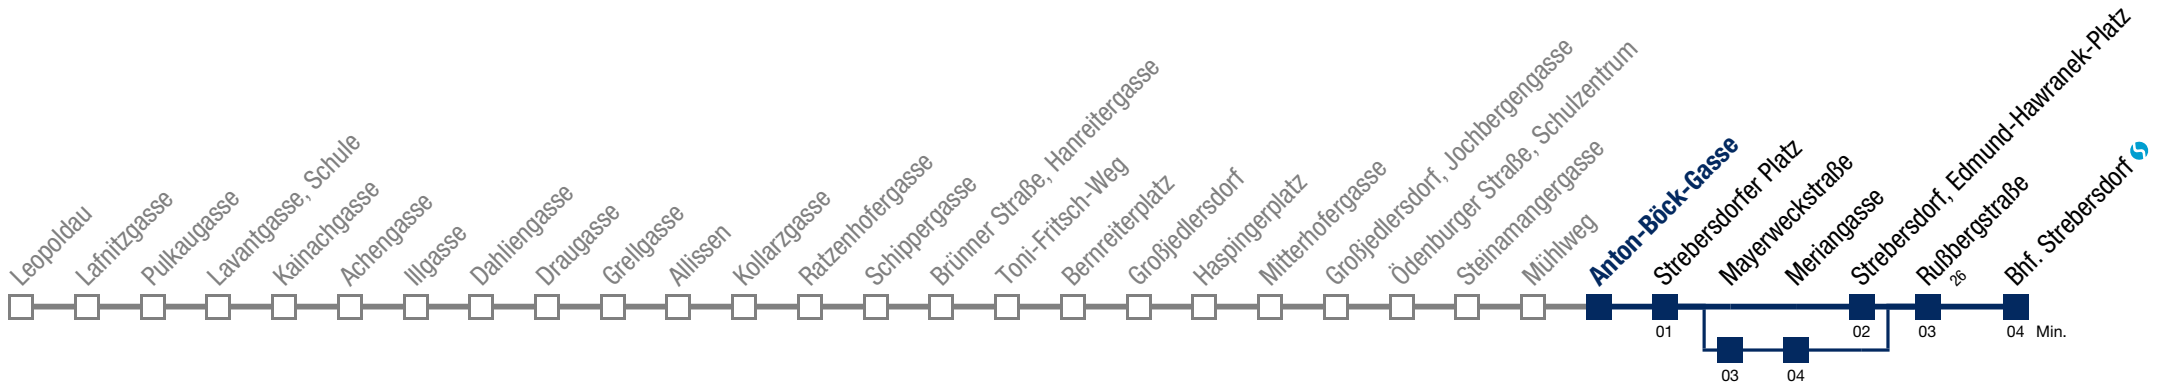 Leopoldau
Lafnitzgasse
Pulkaugasse
Lavantgasse, Schule
Kainachgasse
Achengasse
Illgasse
Dahliengasse
Draugasse
Grellgasse
Allissen
Kollarzgasse
Ratzenhofergasse
Schippergasse
Brünner Straße, Hanreitergasse
Toni-Fritsch-Weg
Bernreiterplatz
Großjedlersdorf
Haspingerplatz
Mitterhofergasse
Großjedlersdorf, Jochbergengasse
Ödenburger Straße, Schulzentrum
Steinamangergasse
Mühlweg
Anton-Böck-Gasse
Strebersdorfer Platz
Mayerweckstraße
Meriangasse
Strebersdorf, Edmund-Hawranek-Platz
Rußbergstraße
26
Bhf. Strebersdorf
01
02
03
04 Min.
03
04